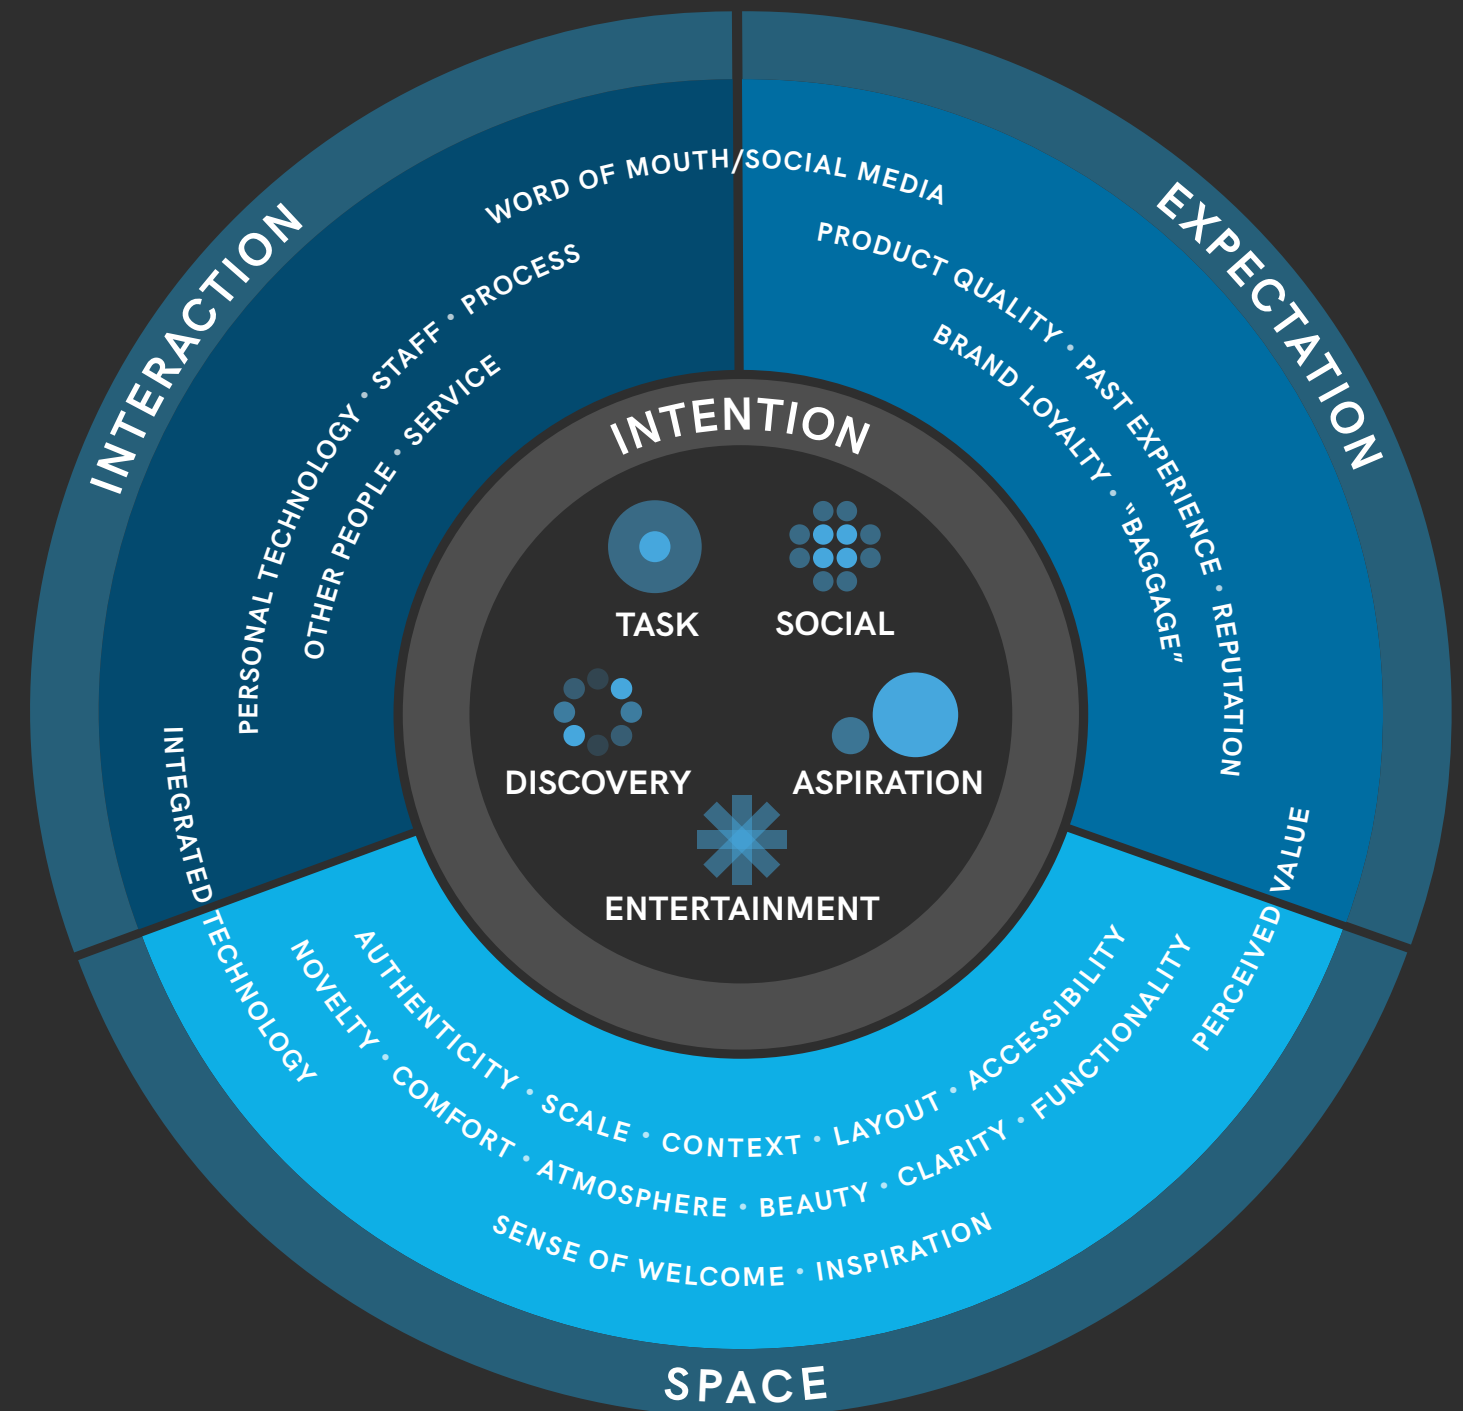 INTERACTION
WORD OF MOUTH/SOCIAL MEDIA
PERSONAL TECHNOLOGY • STAFF • PROCESS
OTHER PEOPLE • SERVICE
EXPECTATION
PRODUCT QUALITY • PAST EXPERIENCE • REPUTATION
BRAND LOYALTY • "BAGGAGE"
INTENTION
TASK
SOCIAL
DISCOVERY
ASPIRATION
ENTERTAINMENT
INTEGRATED TECHNOLOGY
PERCEIVED VALUE
AUTHENTICITY • SCALE • CONTEXT • LAYOUT • ACCESSIBILITY
NOVELTY • COMFORT • ATMOSPHERE • BEAUTY • CLARITY • FUNCTIONALITY
SENSE OF WELCOME • INSPIRATION
SPACE